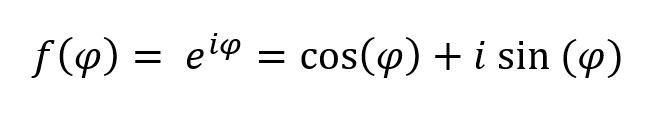 f(φ) = e^{iφ} = cos(φ) + i sin (φ)